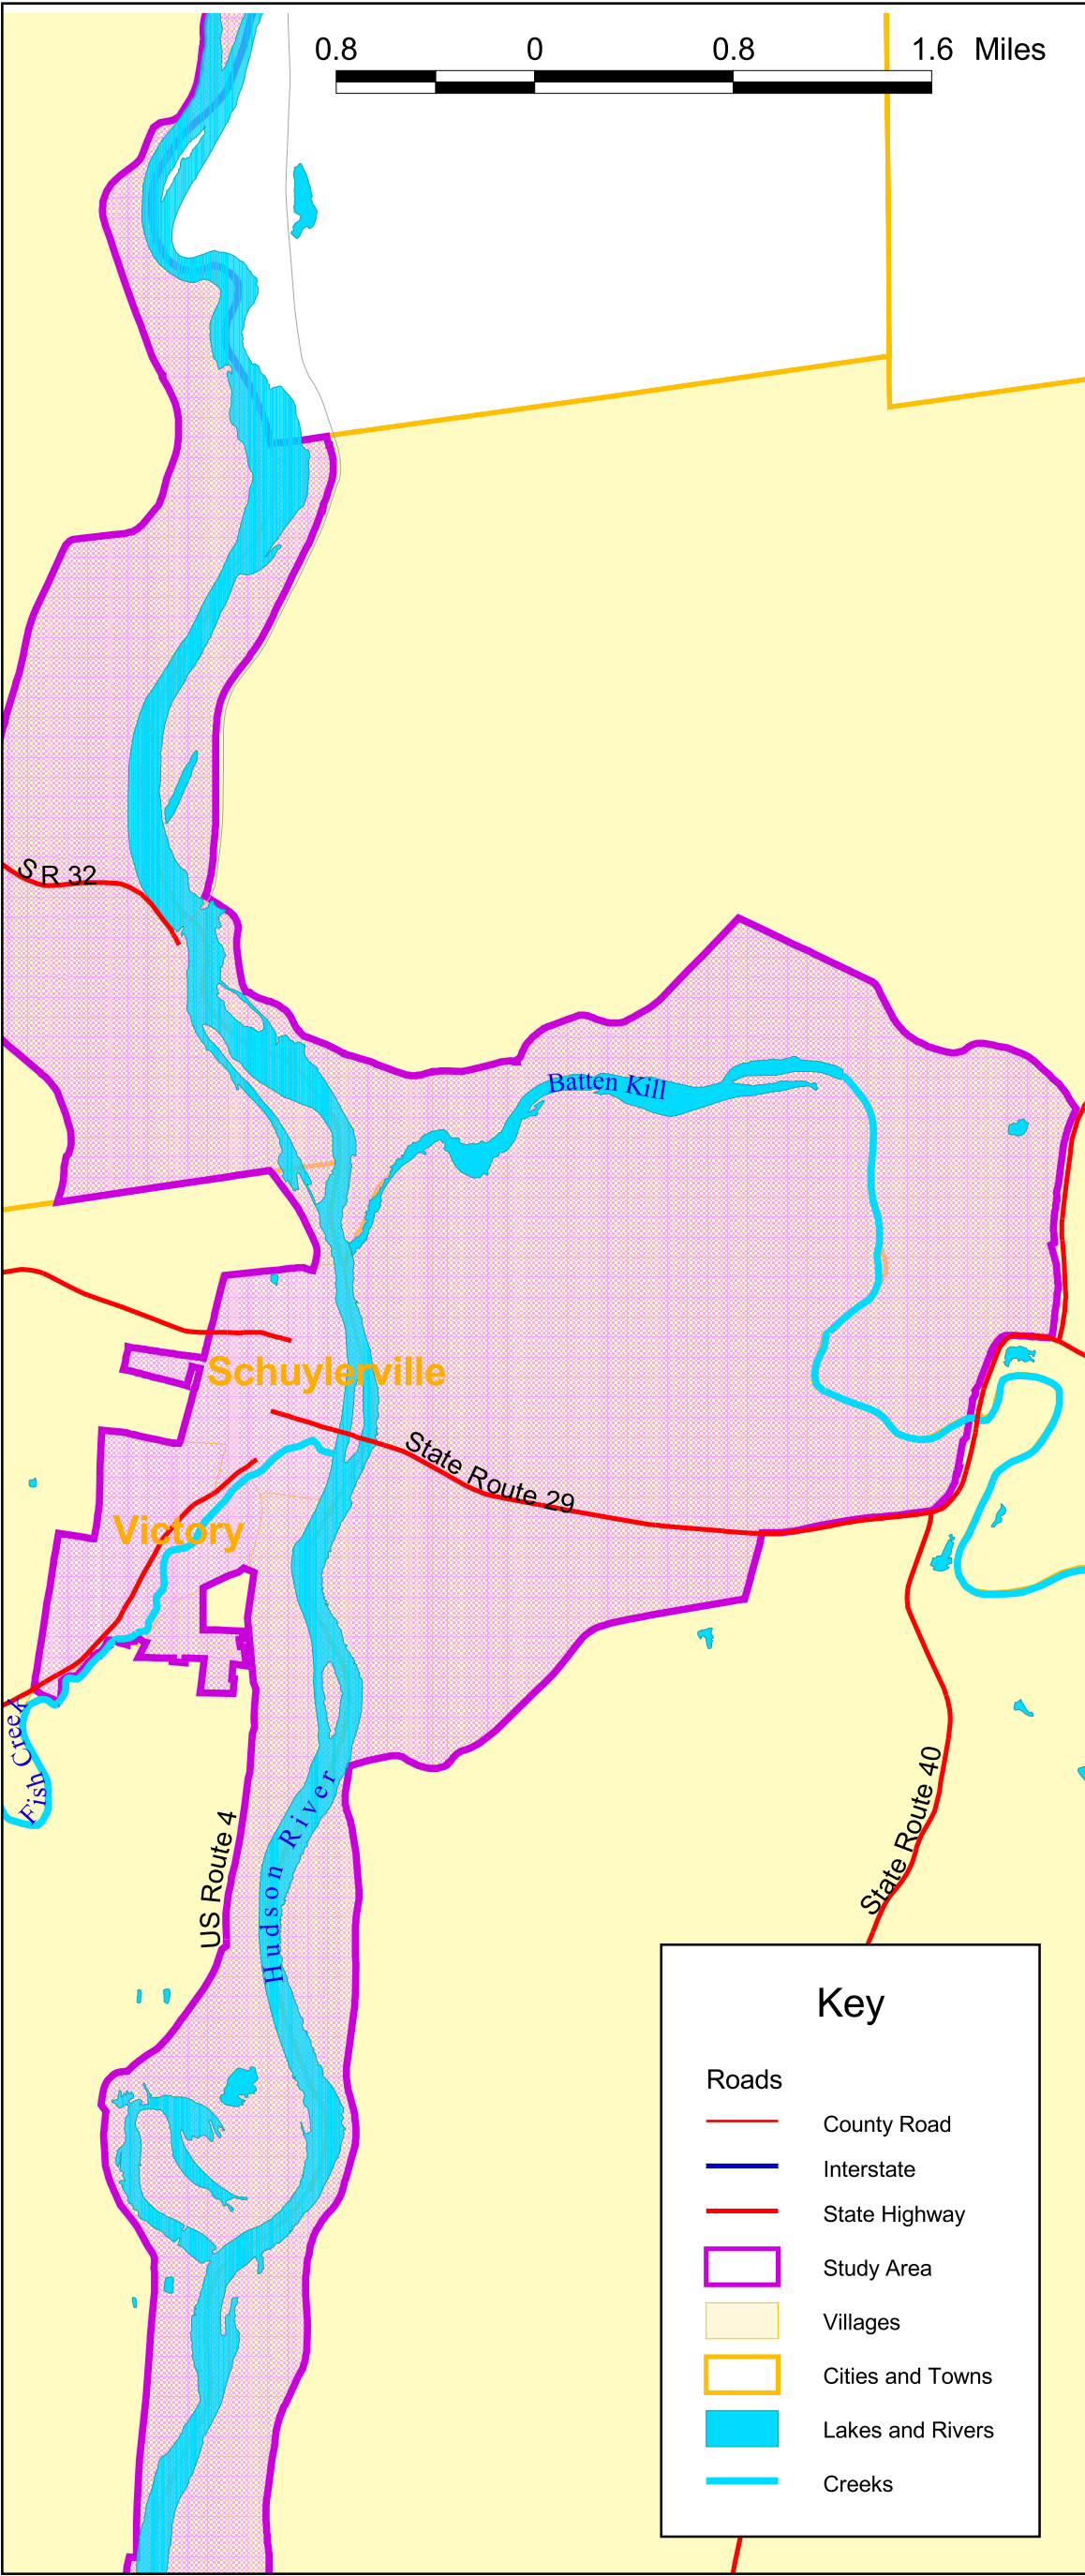 0.8 0 0.8 1.6 Miles
S R 32
Batten Kill
Schuylerville
State Route 29
Victory
Fish Creek
US Route 4
Hudson River
State Route 40
Key
Roads
County Road
Interstate
State Highway
Study Area
Villages
Cities and Towns
Lakes and Rivers
Creeks